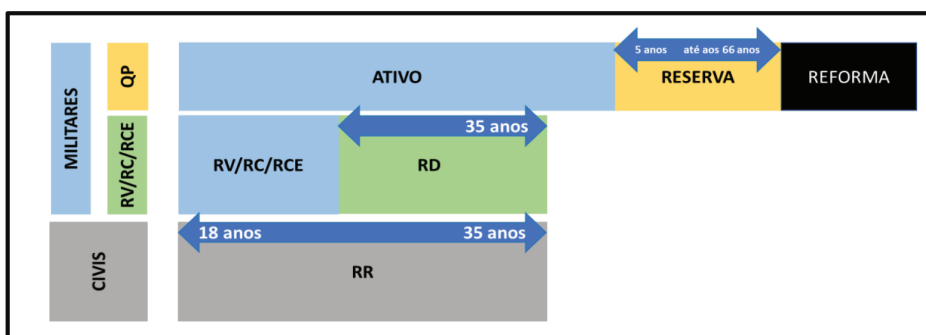 MILITARES
QP
ATIVO
5 anos até aos 66 anos
RESERVA
REFORMA
RV/RC/RCE
RV/RC/RCE
35 anos
RD
CIVIS
18 anos 35 anos
RR